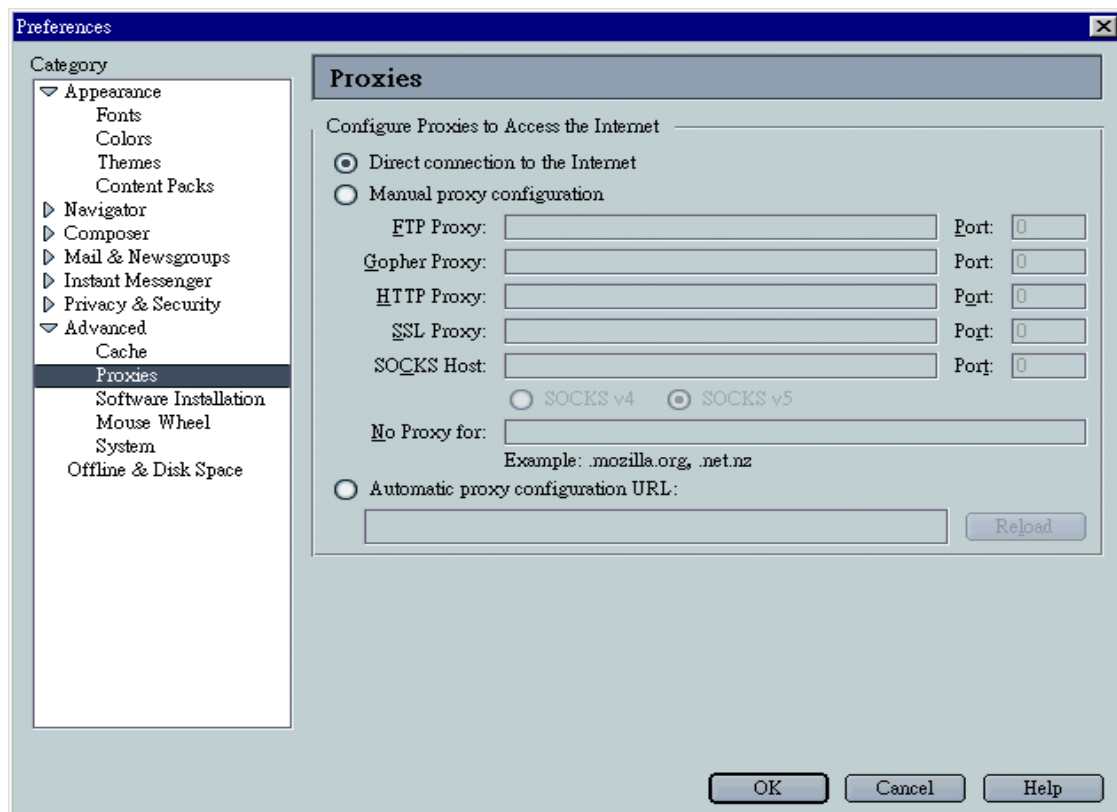 Preferences
Category
Appearance
Fonts
Colors
Themes
Content Packs
Navigator
Composer
Mail & Newsgroups
Instant Messenger
Privacy & Security
Advanced
Cache
Proxies
Software Installation
Mouse Wheel
System
Offline & Disk Space
Proxies
Configure Proxies to Access the Internet
Direct connection to the Internet
Manual proxy configuration
FTP Proxy: Port: 0
Gopher Proxy: Port: 0
HTTP Proxy: Port: 0
SSL Proxy: Port: 0
SOCKS Host: Port: 0
SOCKS v4 SOCKS v5
No Proxy for:
Example: .mozilla.org, .net.nz
Automatic proxy configuration URL:
Reload
OK Cancel Help